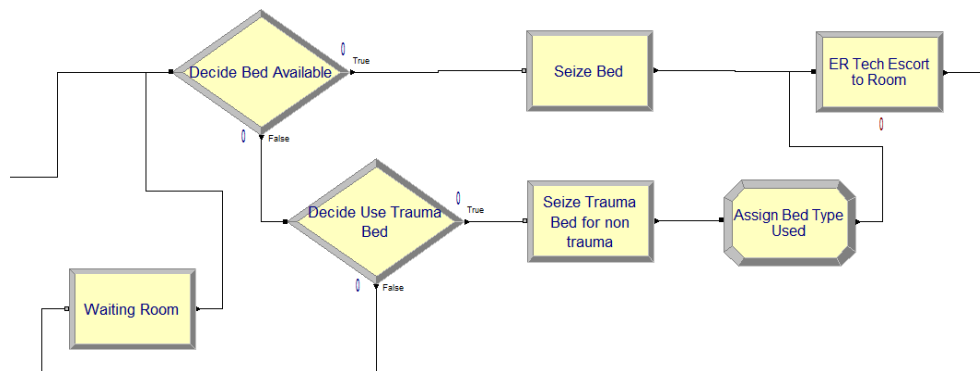 0
True
Decide Bed Available
Seize Bed
ER Tech Escort
to Room
0
0
False
0
True
Decide Use Trauma
Bed
Seize Trauma
Bed for non
trauma
Assign Bed Type
Used
0
False
Waiting Room